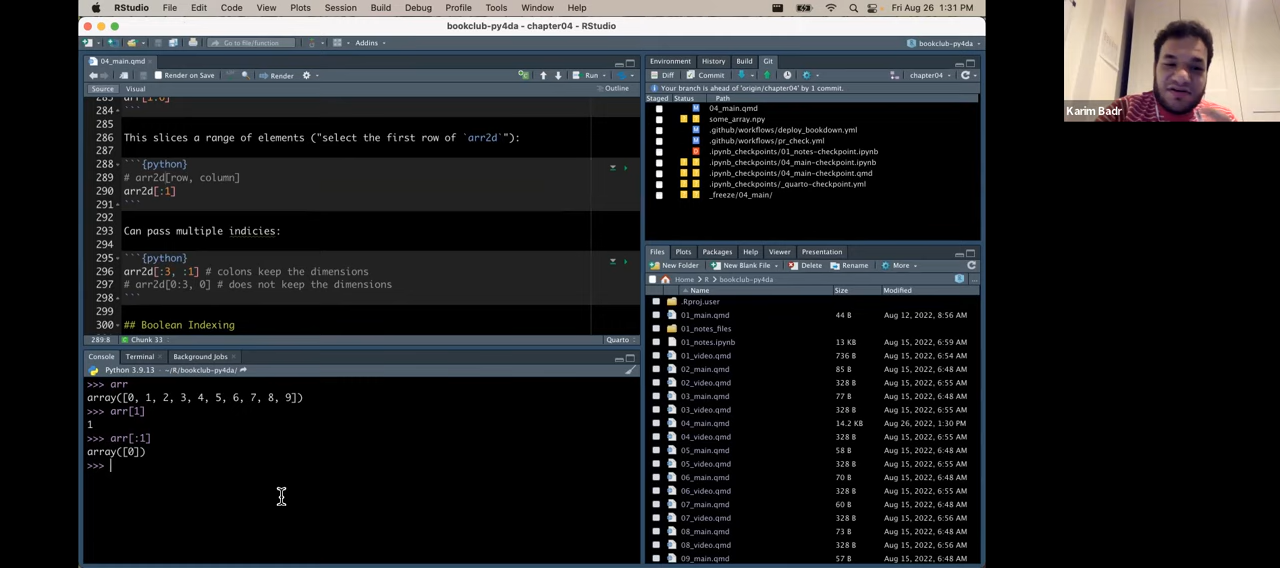 RStudio File Edit Code View Plots Session Build Debug Profile Tools Window Help Fri Aug 26 1:31 PM
bookclub-py4da - chapter04 - RStudio
Go to file/function Addins bookclub-py4da
04_main.qmd
Render on Save Render Run
Source Visual Outline
283 arr[1:6]
284 ```
285
286 This slices a range of elements ("select the first row of `arr2d`"):
287
288 ```{python}
289 # arr2d[row, column]
290 arr2d[:1]
291 ```
292
293 Can pass multiple indicies:
294
295 ```{python}
296 arr2d[:3, :1] # colons keep the dimensions
297 # arr2d[0:3, 0] # does not keep the dimensions
298 ```
299
300 ## Boolean Indexing
289:8 Chunk 33 Quarto
Console Terminal Background Jobs
Python 3.9.13 · ~/R/bookclub-py4da/
>>> arr
array([0, 1, 2, 3, 4, 5, 6, 7, 8, 9])
>>> arr[1]
1
>>> arr[:1]
array([0])
>>>
Environment History Build Debug Git
Diff Commit chapter04
Your branch is ahead of 'origin/chapter04' by 1 commit.
Staged Status Path
M 04_main.qmd
? ? some_array.npy
M .github/workflows/deploy_bookdown.yml
M .github/workflows/pr_check.yml
D .ipynb_checkpoints/01_notes-checkpoint.ipynb
? ? .ipynb_checkpoints/04_main-checkpoint.ipynb
? ? .ipynb_checkpoints/04_main-checkpoint.qmd
? ? .ipynb_checkpoints/_quarto-checkpoint.yml
? ? _freeze/04_main/
Files Plots Packages Help Viewer Presentation
New Folder New Blank File Delete Rename More
Home R bookclub-py4da
Name Size Modified
.Rproj.user
01_main.qmd 44 B Aug 12, 2022, 8:56 AM
01_notes_files
01_notes.ipynb 13 KB Aug 15, 2022, 6:59 AM
01_video.qmd 736 B Aug 15, 2022, 6:54 AM
02_main.qmd 85 B Aug 15, 2022, 6:48 AM
02_video.qmd 328 B Aug 15, 2022, 6:55 AM
03_main.qmd 77 B Aug 15, 2022, 6:48 AM
03_video.qmd 328 B Aug 15, 2022, 6:55 AM
04_main.qmd 14.2 KB Aug 26, 2022, 1:30 PM
04_video.qmd 328 B Aug 15, 2022, 6:55 AM
05_main.qmd 58 B Aug 15, 2022, 6:48 AM
05_video.qmd 328 B Aug 15, 2022, 6:55 AM
06_main.qmd 70 B Aug 15, 2022, 6:48 AM
06_video.qmd 328 B Aug 15, 2022, 6:55 AM
07_main.qmd 60 B Aug 15, 2022, 6:48 AM
07_video.qmd 328 B Aug 15, 2022, 6:56 AM
08_main.qmd 73 B Aug 15, 2022, 6:48 AM
08_video.qmd 328 B Aug 15, 2022, 6:56 AM
09_main.qmd 57 B Aug 15, 2022, 6:48 AM
Karim Badr